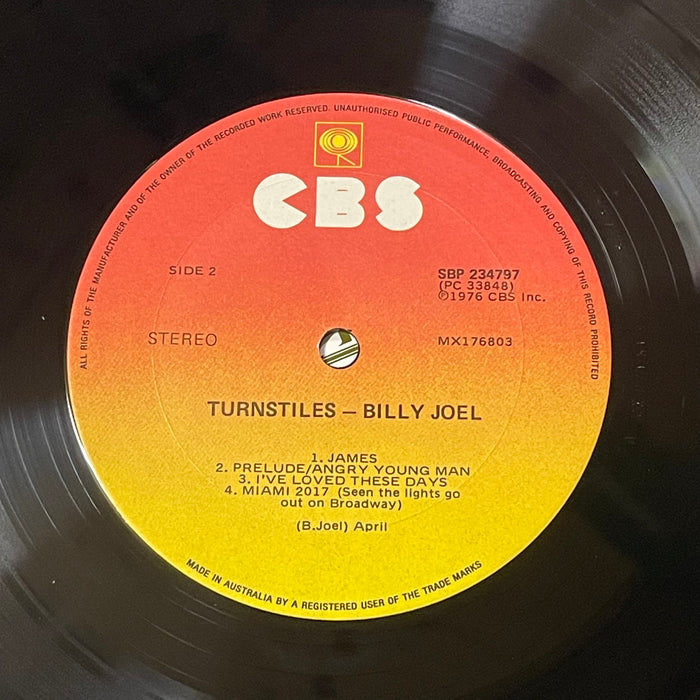 ALL RIGHTS OF THE MANUFACTURER AND OF THE OWNER OF THE RECORDED WORK RESERVED. UNAUTHORISED PUBLIC PERFORMANCE, BROADCASTING AND COPYING OF THIS RECORD PROHIBITED
CBS
SIDE 2
SBP 234797
(PC 33848)
℗1976 CBS Inc.
STEREO
MX176803
TURNSTILES – BILLY JOEL
1. JAMES
2. PRELUDE/ANGRY YOUNG MAN
3. I'VE LOVED THESE DAYS
4. MIAMI 2017 (Seen the lights go
out on Broadway)
(B.Joel) April
MADE IN AUSTRALIA BY A REGISTERED USER OF THE TRADE MARKS